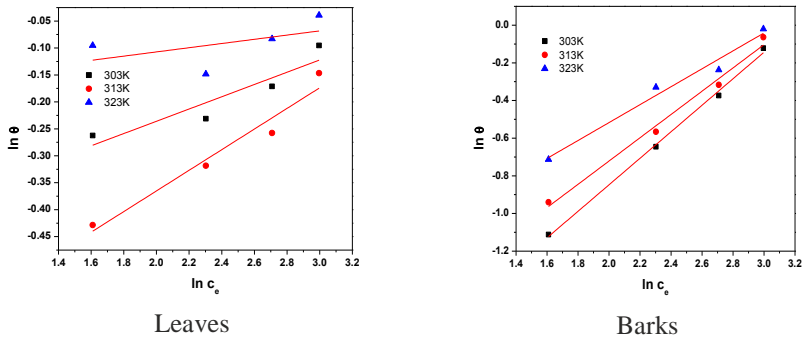 -0.05
-0.10
-0.15
-0.20
-0.25
-0.30
-0.35
-0.40
-0.45
ln θ
303K
313K
323K
1.4 1.6 1.8 2.0 2.2 2.4 2.6 2.8 3.0 3.2
ln cₑ
Leaves
0.0
-0.2
-0.4
-0.6
-0.8
-1.0
-1.2
ln θ
303K
313K
323K
1.4 1.6 1.8 2.0 2.2 2.4 2.6 2.8 3.0 3.2
ln cₑ
Barks